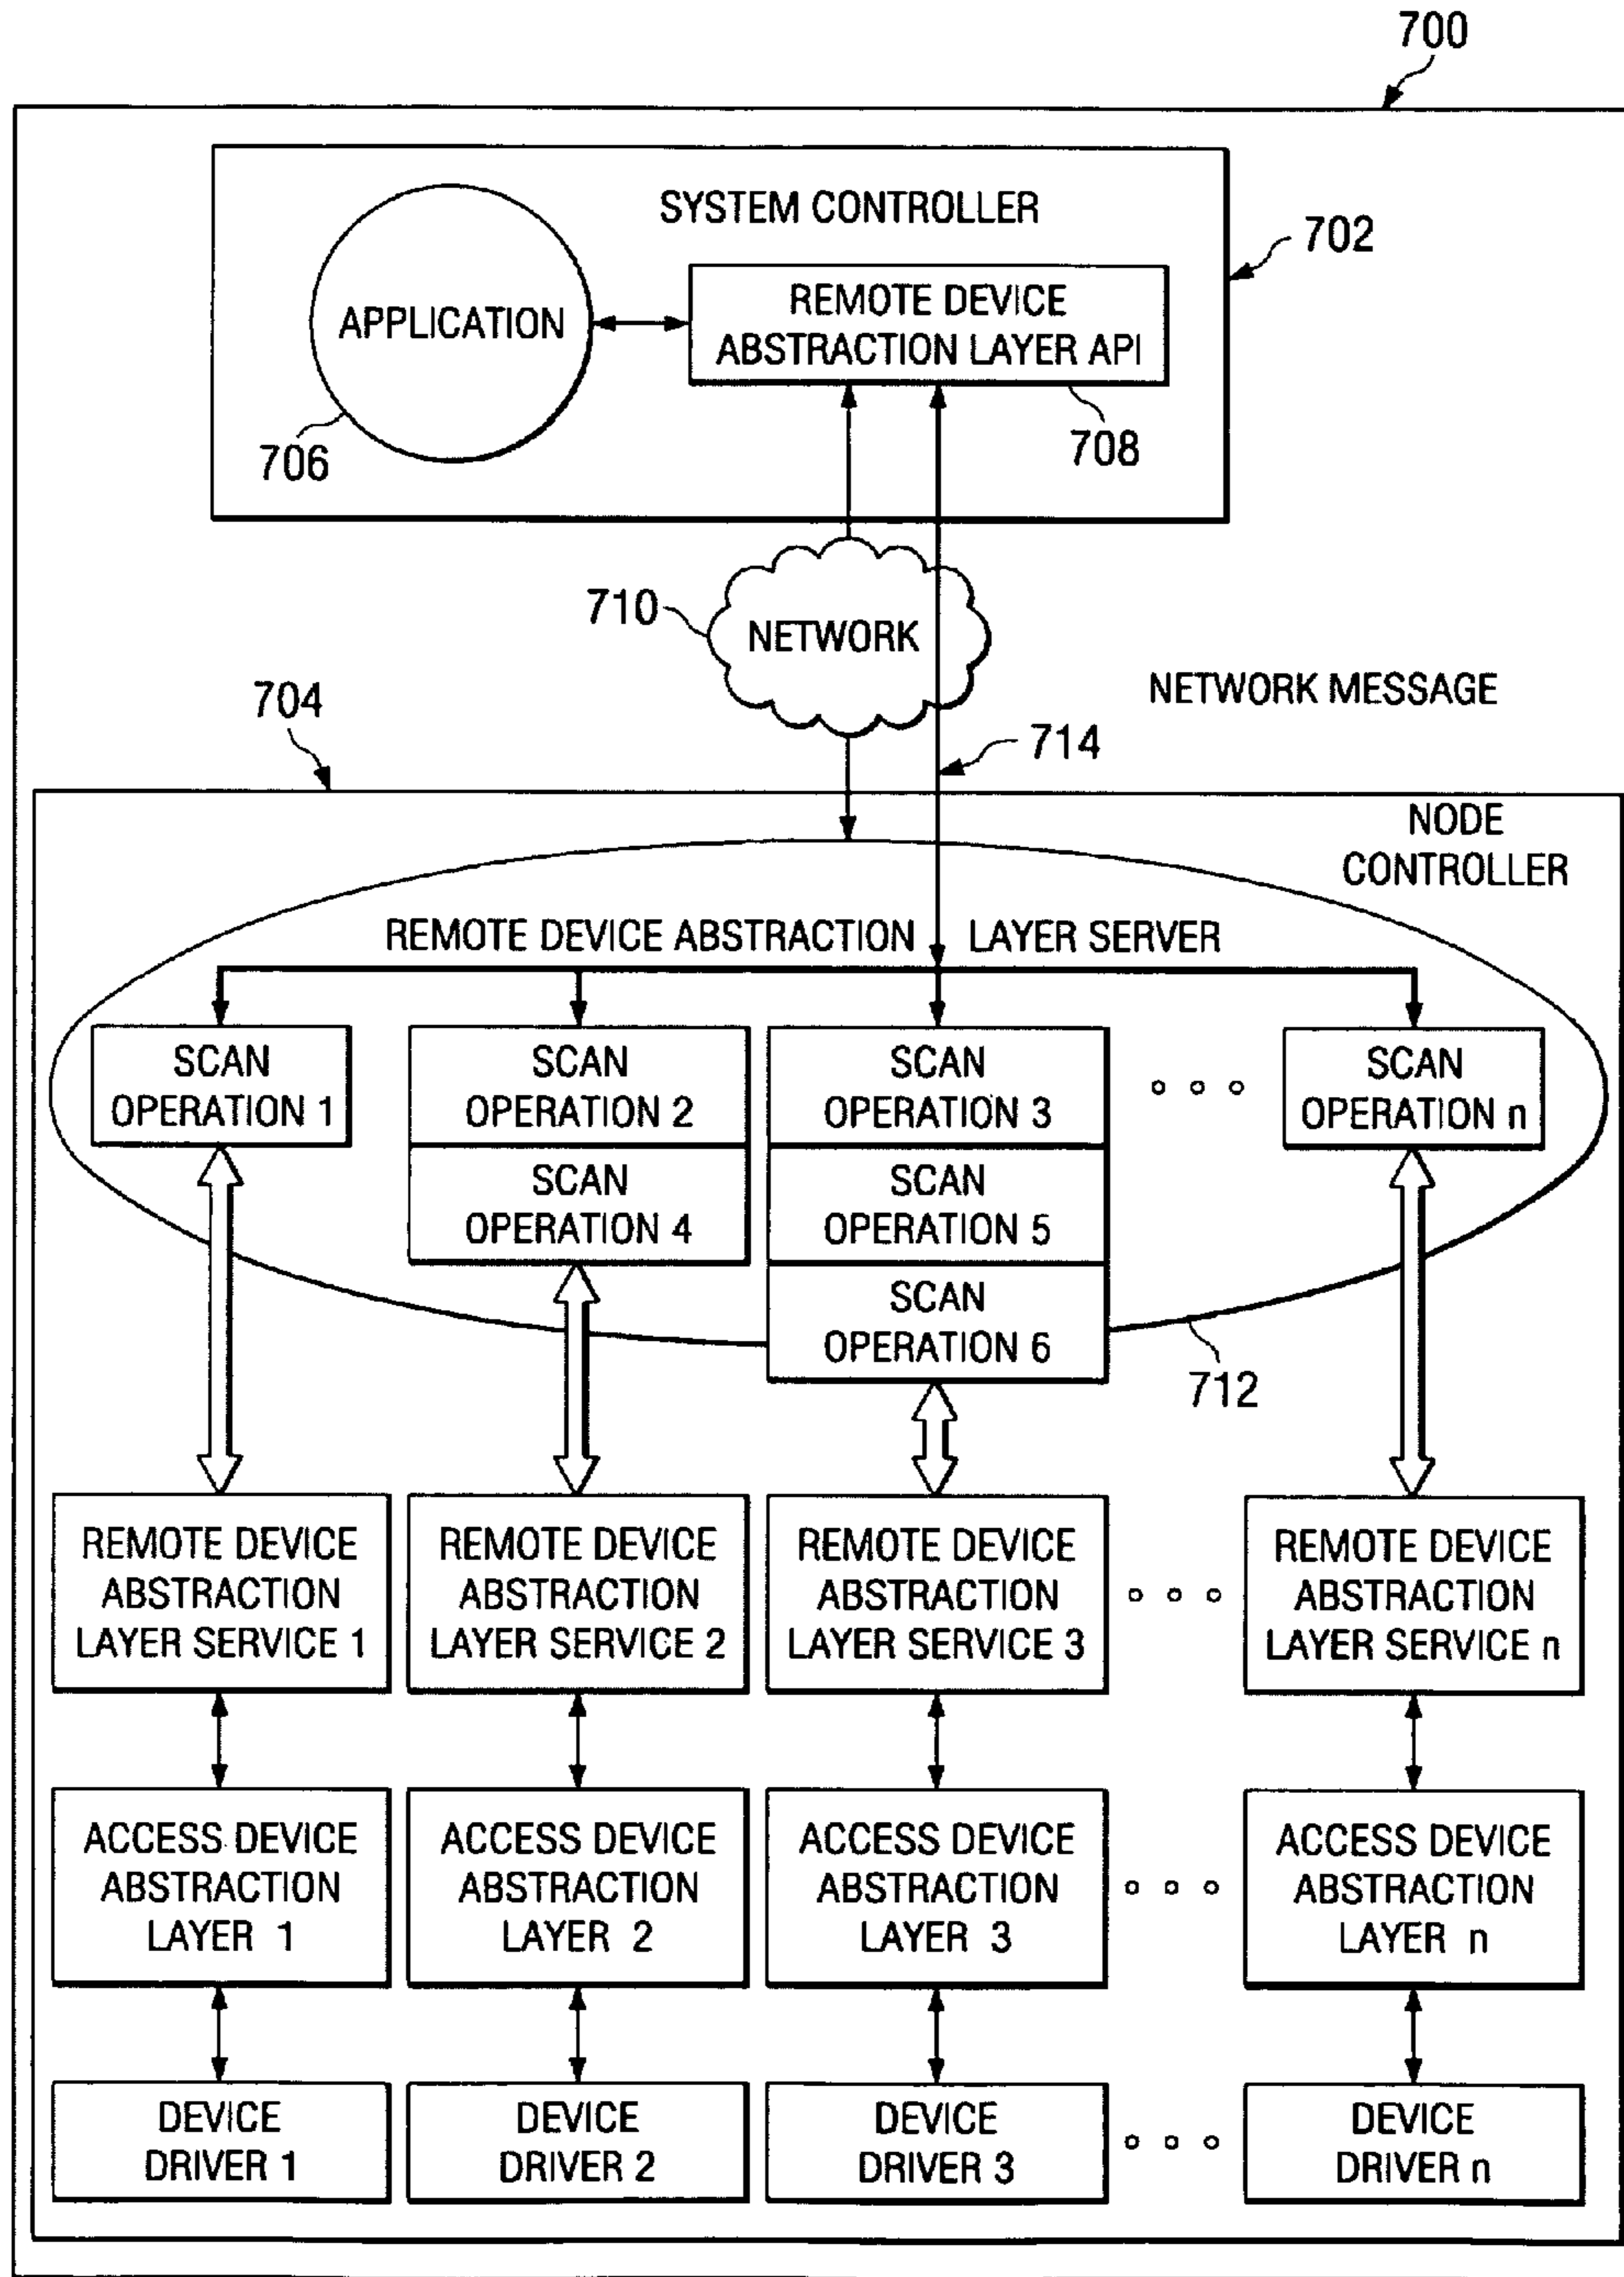 700
SYSTEM CONTROLLER
702
APPLICATION
REMOTE DEVICE
ABSTRACTION LAYER API
706
708
710
NETWORK
NETWORK MESSAGE
704
714
NODE
CONTROLLER
REMOTE DEVICE ABSTRACTION LAYER SERVER
SCAN
OPERATION 1
SCAN
OPERATION 2
SCAN
OPERATION 3
SCAN
OPERATION n
SCAN
OPERATION 4
SCAN
OPERATION 5
SCAN
OPERATION 6
712
REMOTE DEVICE
ABSTRACTION
LAYER SERVICE 1
REMOTE DEVICE
ABSTRACTION
LAYER SERVICE 2
REMOTE DEVICE
ABSTRACTION
LAYER SERVICE 3
REMOTE DEVICE
ABSTRACTION
LAYER SERVICE n
ACCESS DEVICE
ABSTRACTION
LAYER 1
ACCESS DEVICE
ABSTRACTION
LAYER 2
ACCESS DEVICE
ABSTRACTION
LAYER 3
ACCESS DEVICE
ABSTRACTION
LAYER n
DEVICE
DRIVER 1
DEVICE
DRIVER 2
DEVICE
DRIVER 3
DEVICE
DRIVER n